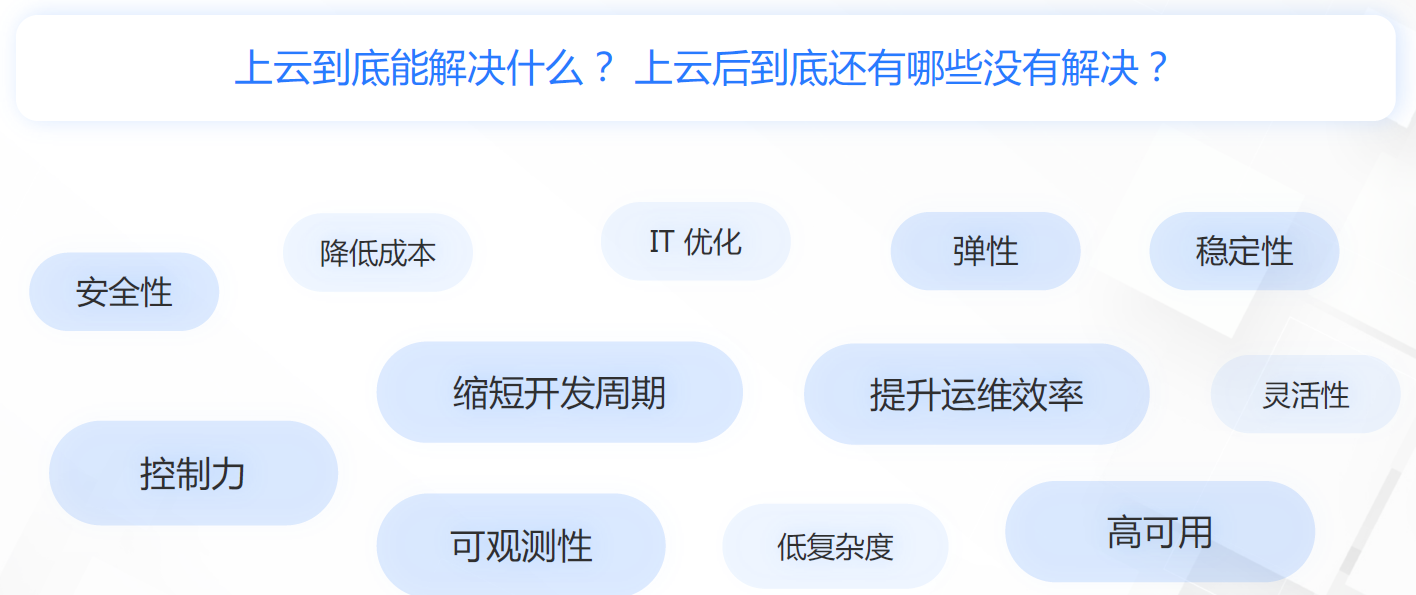 上云到底能解决什么？ 上云后到底还有哪些没有解决？
安全性
降低成本
IT 优化
弹性
稳定性
缩短开发周期
提升运维效率
灵活性
控制力
可观测性
低复杂度
高可用